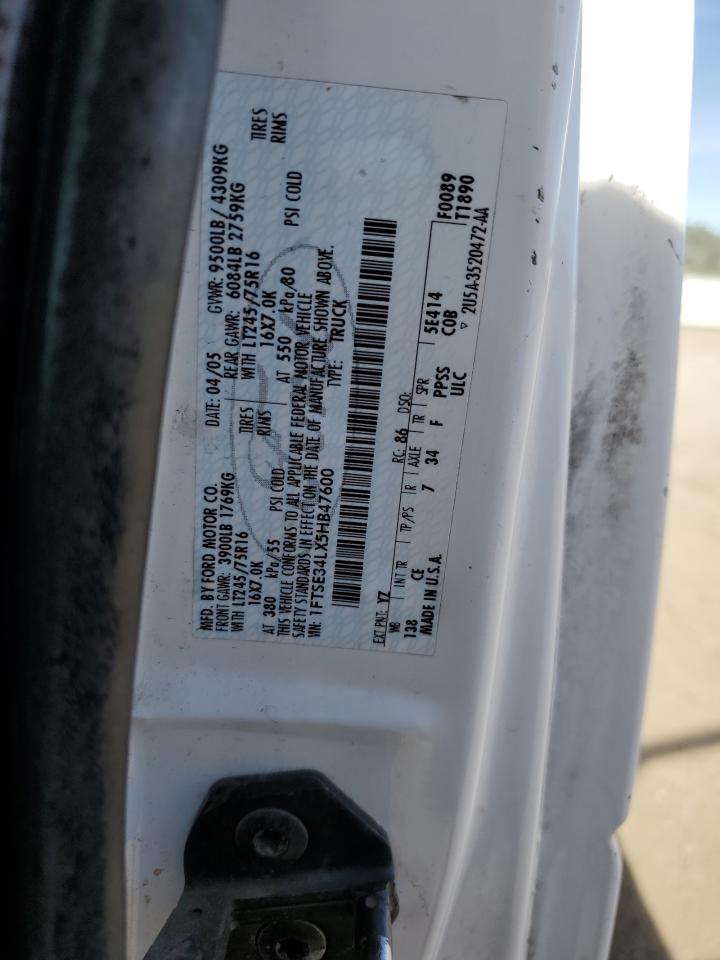 MFD. BY FORD MOTOR CO. DATE: 04/05 GVWR: 9500LB / 4309KG
FRONT GAWR: 3900LB 1769KG REAR GAWR: 6084LB 2759KG
WITH LT245/75R16 TIRES WITH LT245/75R16 TIRES
16X7.0K RIMS 16X7.0K RIMS
AT 380 kPa/55 PSI COLD AT 550 kPa/80 PSI COLD
THIS VEHICLE CONFORMS TO ALL APPLICABLE FEDERAL MOTOR VEHICLE
SAFETY STANDARDS IN EFFECT ON THE DATE OF MANUFACTURE SHOWN ABOVE.
VIN: 1FTSE34LX5HB47600 TYPE: TRUCK
EXT PNT: YZ RC: 86 DSO: F0089
WB INT TR TP/PS R AXLE TR SPR 5E414 T1890
138 CE 7 34 F PPSS COB
MADE IN U.S.A. ULC ▽ 2U5A-3520472-AA